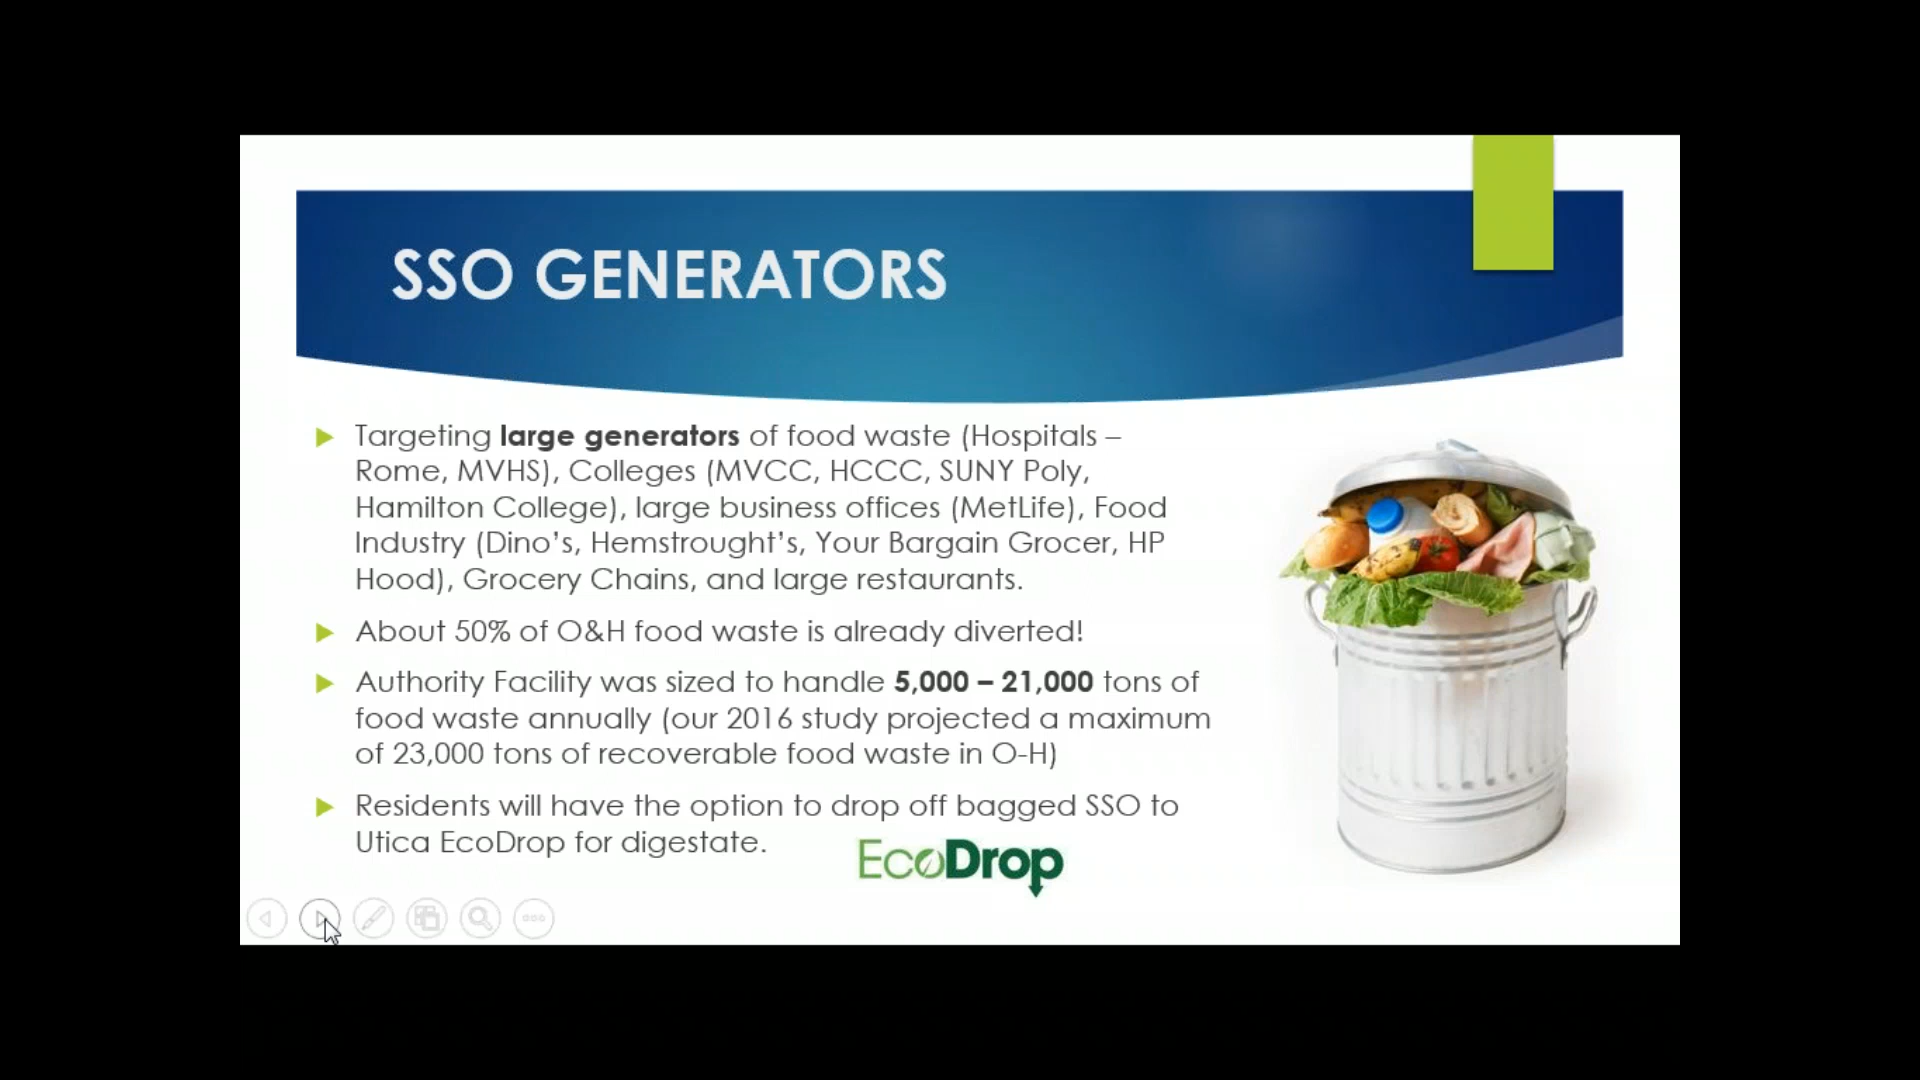 SSO GENERATORS
Targeting large generators of food waste (Hospitals –
Rome, MVHS), Colleges (MVCC, HCCC, SUNY Poly,
Hamilton College), large business offices (MetLife), Food
Industry (Dino's, Hemstrought's, Your Bargain Grocer, HP
Hood), Grocery Chains, and large restaurants.
About 50% of O&H food waste is already diverted!
Authority Facility was sized to handle 5,000 – 21,000 tons of
food waste annually (our 2016 study projected a maximum
of 23,000 tons of recoverable food waste in O-H)
Residents will have the option to drop off bagged SSO to
Utica EcoDrop for digestate.
EcoDrop